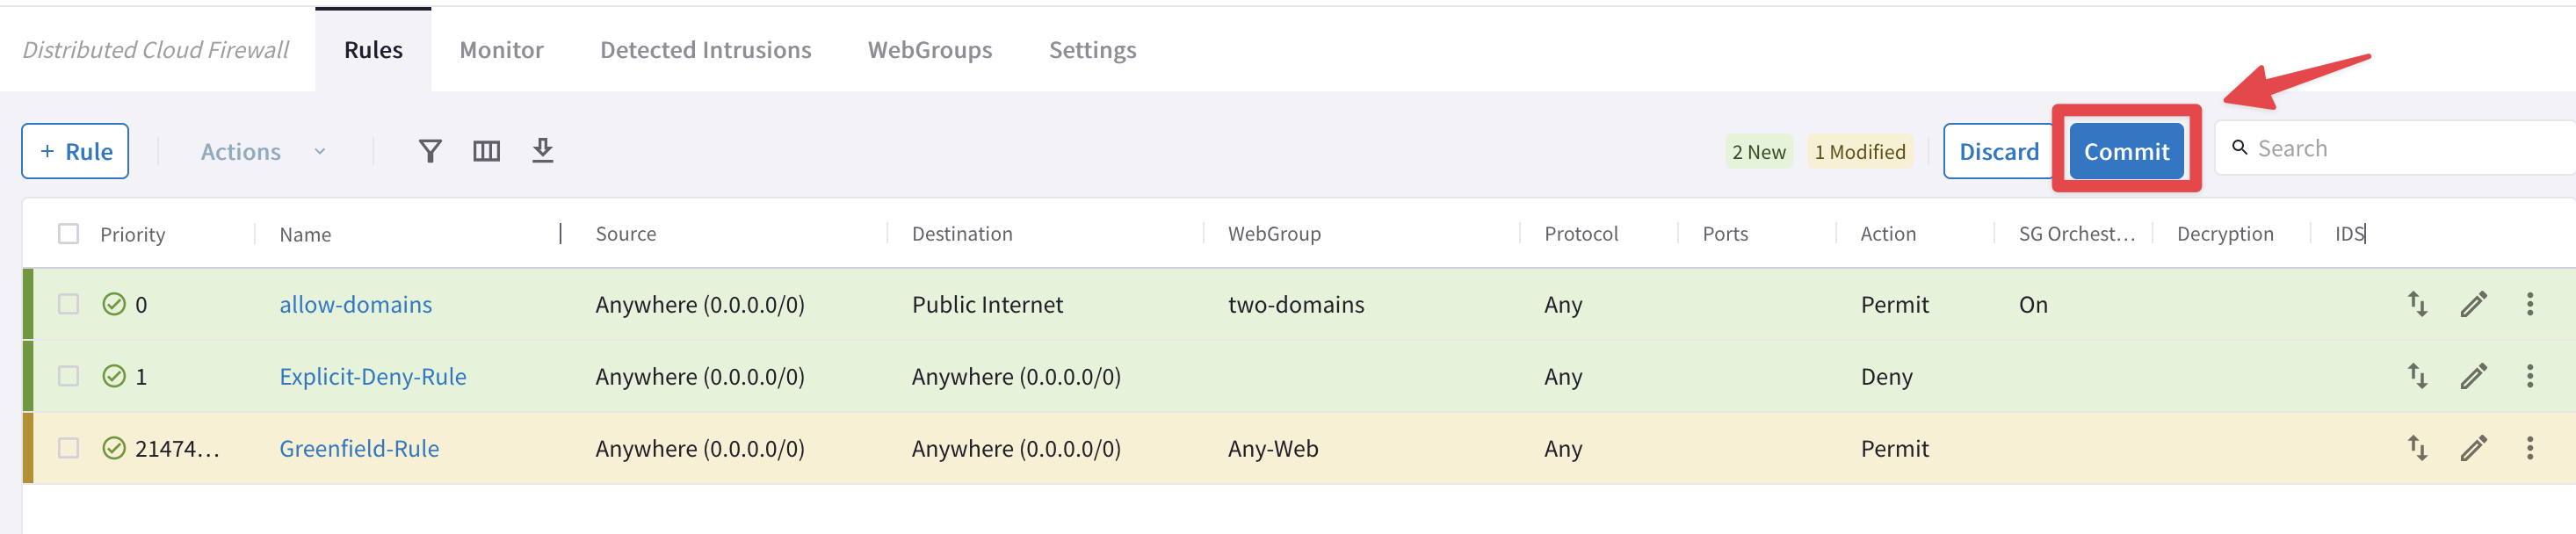 Distributed Cloud Firewall Rules Monitor Detected Intrusions WebGroups Settings
+ Rule Actions 2 New 1 Modified Discard Commit Search
Priority Name Source Destination WebGroup Protocol Ports Action SG Orchest... Decryption IDS
0 allow-domains Anywhere (0.0.0.0/0) Public Internet two-domains Any Permit On
1 Explicit-Deny-Rule Anywhere (0.0.0.0/0) Anywhere (0.0.0.0/0) Any Deny
21474... Greenfield-Rule Anywhere (0.0.0.0/0) Anywhere (0.0.0.0/0) Any-Web Any Permit